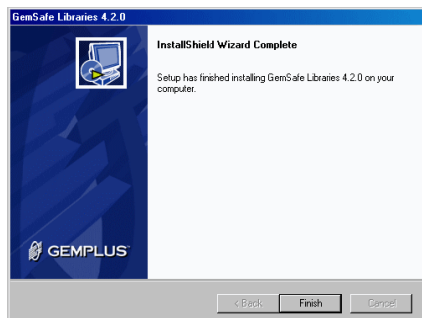 GemSafe Libraries 4.2.0
InstallShield Wizard Complete
Setup has finished installing GemSafe Libraries 4.2.0 on your
computer.
GEMPLUS
< Back
Finish
Cancel